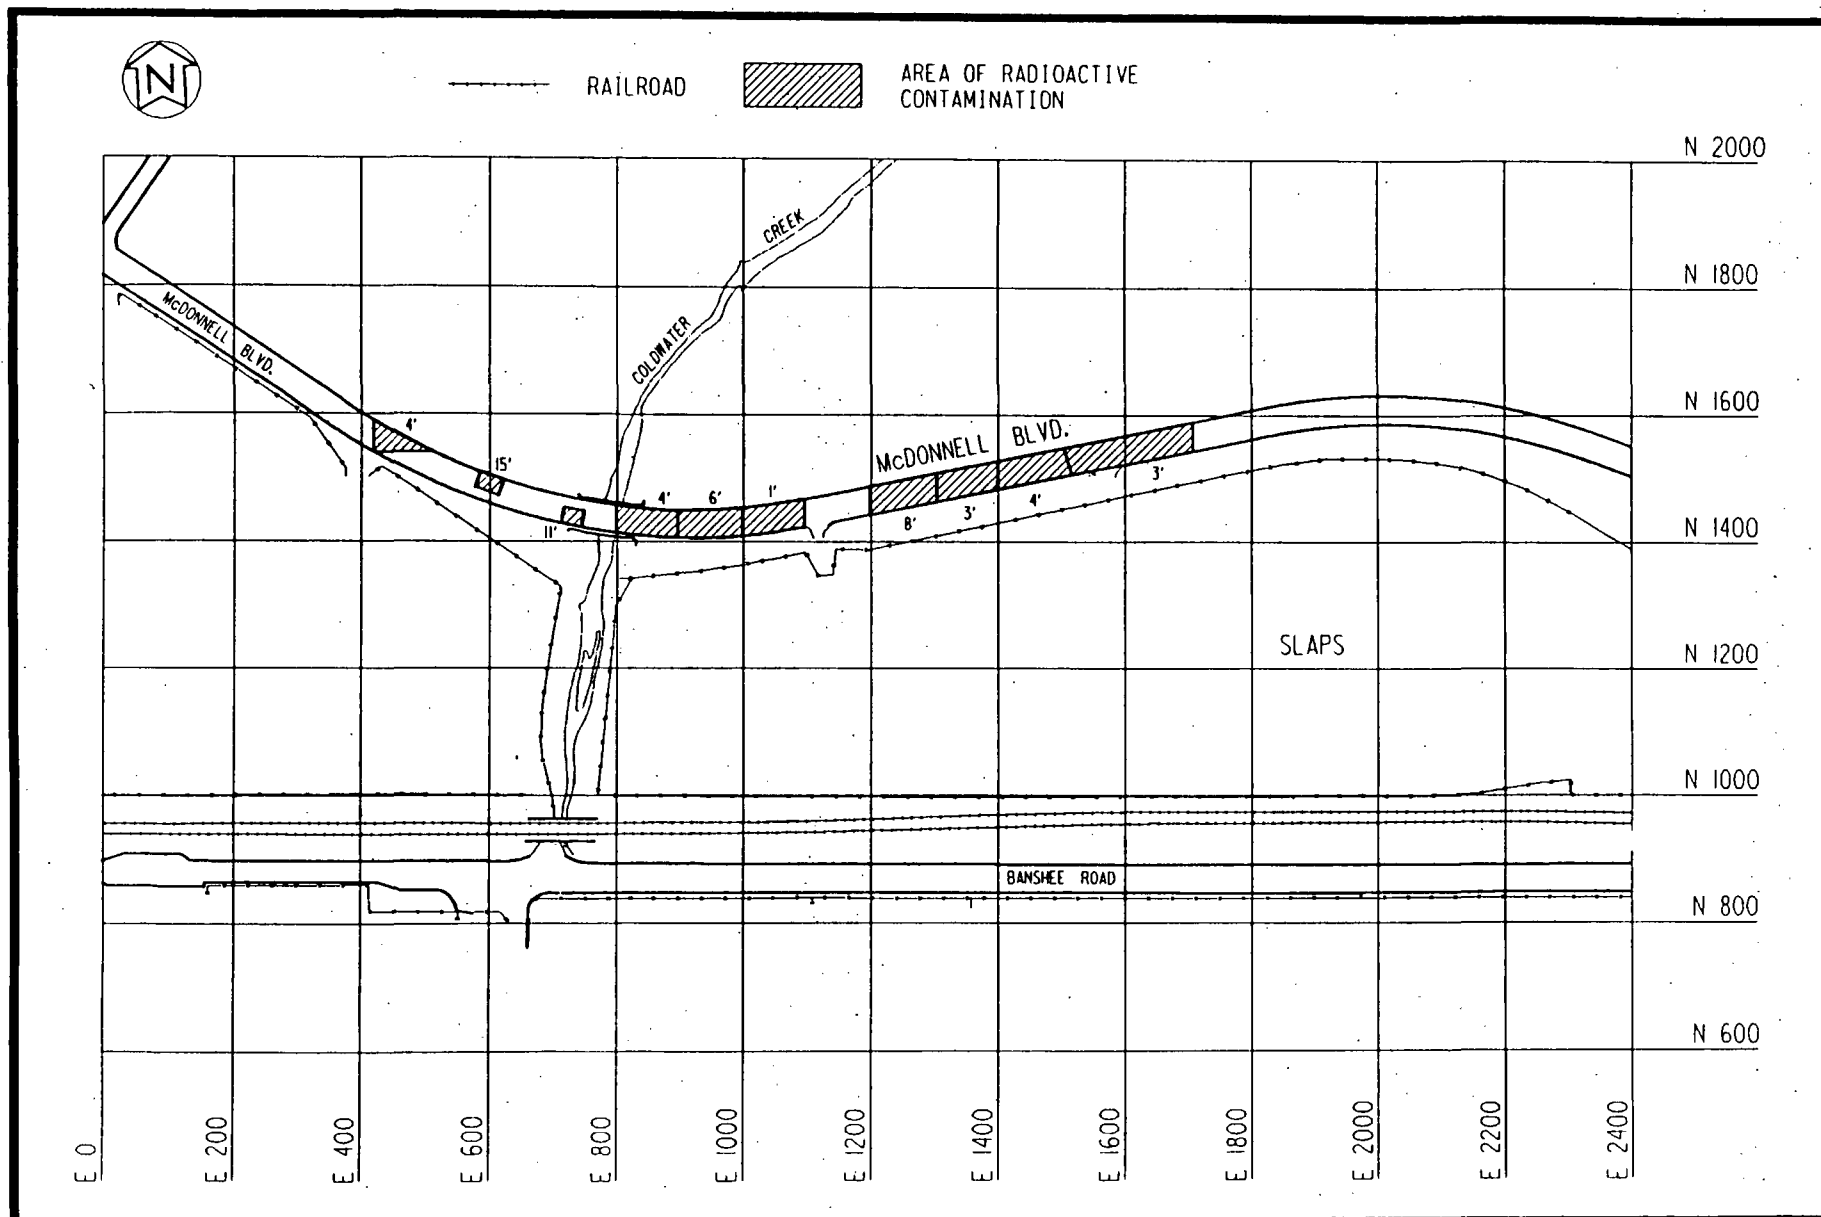 N
RAILROAD
AREA OF RADIOACTIVE
CONTAMINATION
N 2000
CREEK
N 1800
McDONNELL BLVD.
COLDWATER
N 1600
4'
McDONNELL BLVD.
15'
4'
6'
1'
3'
4'
3'
8'
11'
N 1400
SLAPS
N 1200
N 1000
BANSHEE ROAD
N 800
N 600
E 0
E 200
E 400
E 600
E 800
E 1000
E 1200
E 1400
E 1600
E 1800
E 2000
E 2200
E 2400